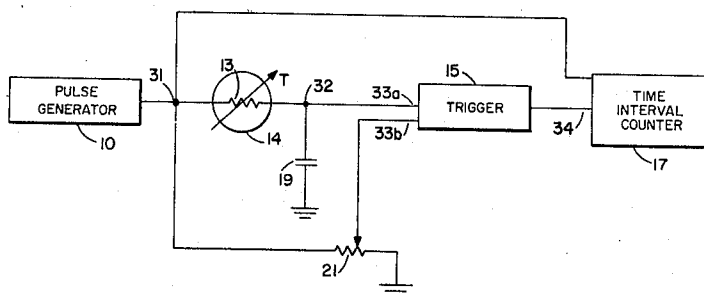 31
13
T
32
33a
15
PULSE
GENERATOR
10
14
19
33b
TRIGGER
34
TIME
INTERVAL
COUNTER
17
21